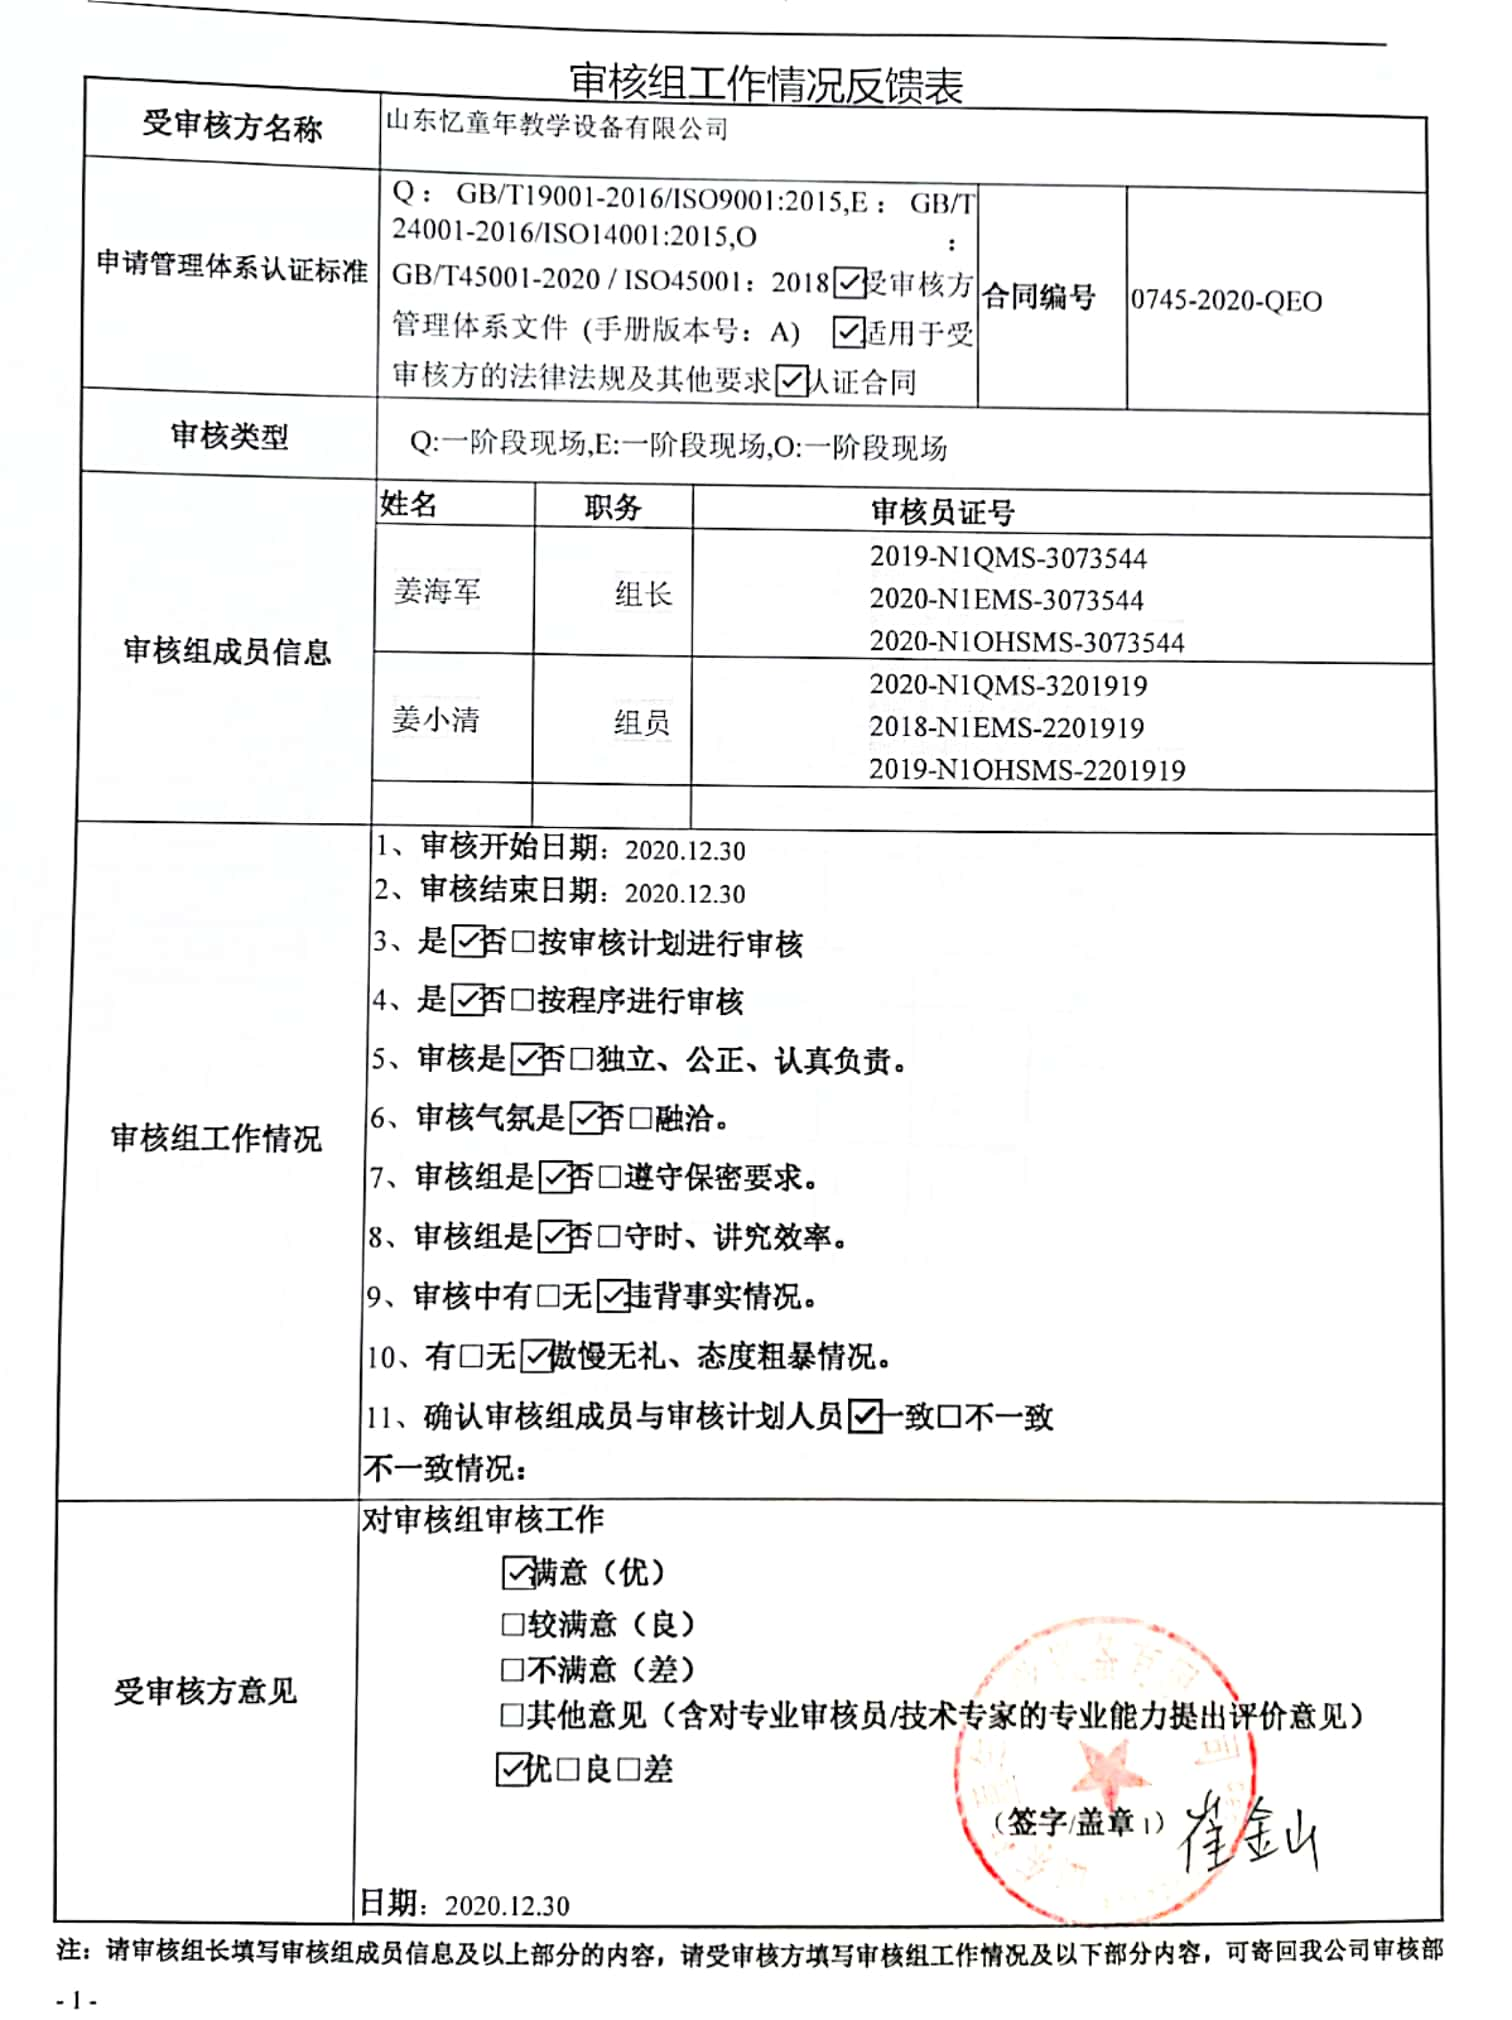 审核组工作情况反馈表
受审核方名称
山东忆童年教学设备有限公司
申请管理体系认证标准
Q： GB/T19001-2016/ISO9001:2015,E： GB/T
24001-2016/ISO14001:2015,O ：
GB/T45001-2020 / ISO45001：2018☑受审核方
管理体系文件 (手册版本号：A) ☑适用于受
审核方的法律法规及其他要求☑认证合同
合同编号
0745-2020-QEO
审核类型
Q:一阶段现场,E:一阶段现场,O:一阶段现场
审核组成员信息
姓名 职务 审核员证号
姜海军 组长
2019-N1QMS-3073544
2020-N1EMS-3073544
2020-N1OHSMS-3073544
姜小清 组员
2020-N1QMS-3201919
2018-N1EMS-2201919
2019-N1OHSMS-2201919
审核组工作情况
1、审核开始日期：2020.12.30
2、审核结束日期：2020.12.30
3、是☑否□按审核计划进行审核
4、是☑否□按程序进行审核
5、审核是☑否□独立、公正、认真负责。
6、审核气氛是☑否□融洽。
7、审核组是☑否□遵守保密要求。
8、审核组是☑否□守时、讲究效率。
9、审核中有□无☑违背事实情况。
10、有□无☑傲慢无礼、态度粗暴情况。
11、确认审核组成员与审核计划人员☑一致□不一致
不一致情况：
受审核方意见
对审核组审核工作
☑满意（优）
□较满意（良）
□不满意（差）
□其他意见（含对专业审核员/技术专家的专业能力提出评价意见）
☑优□良□差
（签字/盖章）崔金山
日期：2020.12.30
注：请审核组长填写审核组成员信息及以上部分的内容，请受审核方填写审核组工作情况及以下部分内容，可寄回我公司审核部
- 1 -